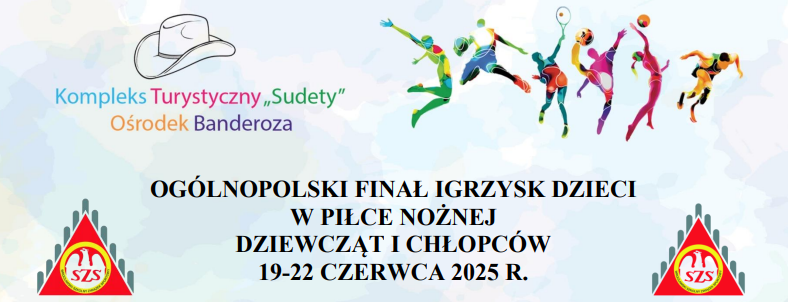 Kompleks Turystyczny „Sudety”
Ośrodek Banderoza
OGÓLNOPOLSKI FINAŁ IGRZYSK DZIECI
W PIŁCE NOŻNEJ
DZIEWCZĄT I CHŁOPCÓW
19-22 CZERWCA 2025 R.
SZS
SZS